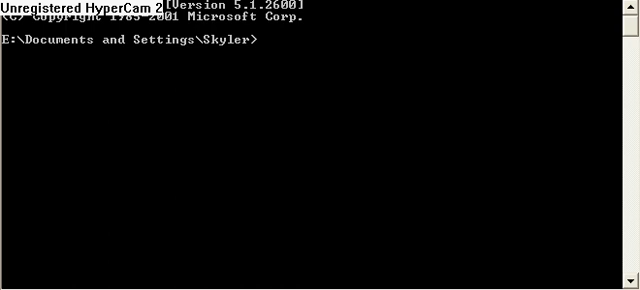 Unregistered HyperCam 2 [Version 5.1.2600]
(C) Copyright 1985-2001 Microsoft Corp.
E:\Documents and Settings\Skyler>